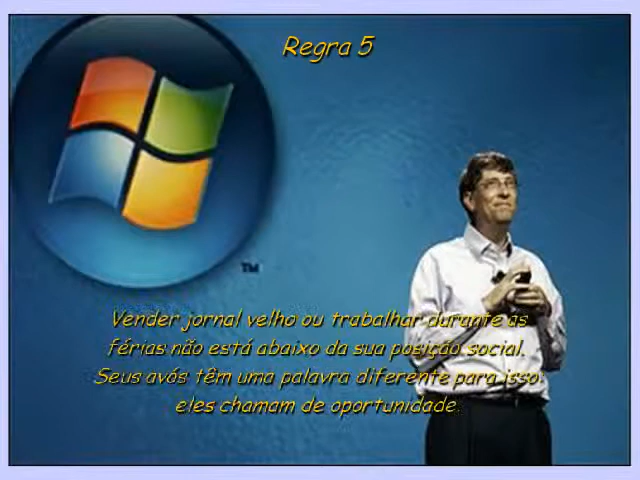 Regra 5
TM
Vender jornal velho ou trabalhar durante as
férias não está abaixo da sua posição social.
Seus avós têm uma palavra diferente para isso:
eles chamam de oportunidade.